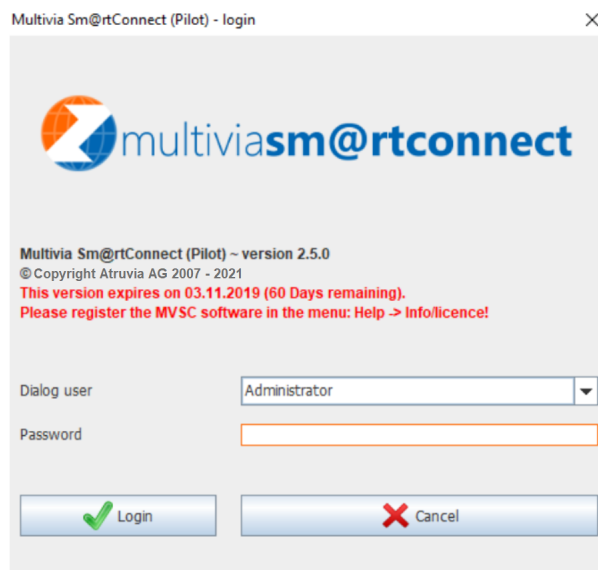 Multivia Sm@rtConnect (Pilot) - login
multiviasm@rtconnect
Multivia Sm@rtConnect (Pilot) ~ version 2.5.0
© Copyright Atruvia AG 2007 - 2021
This version expires on 03.11.2019 (60 Days remaining).
Please register the MVSC software in the menu: Help -> Info/licence!
Dialog user
Administrator
Password
Login
Cancel